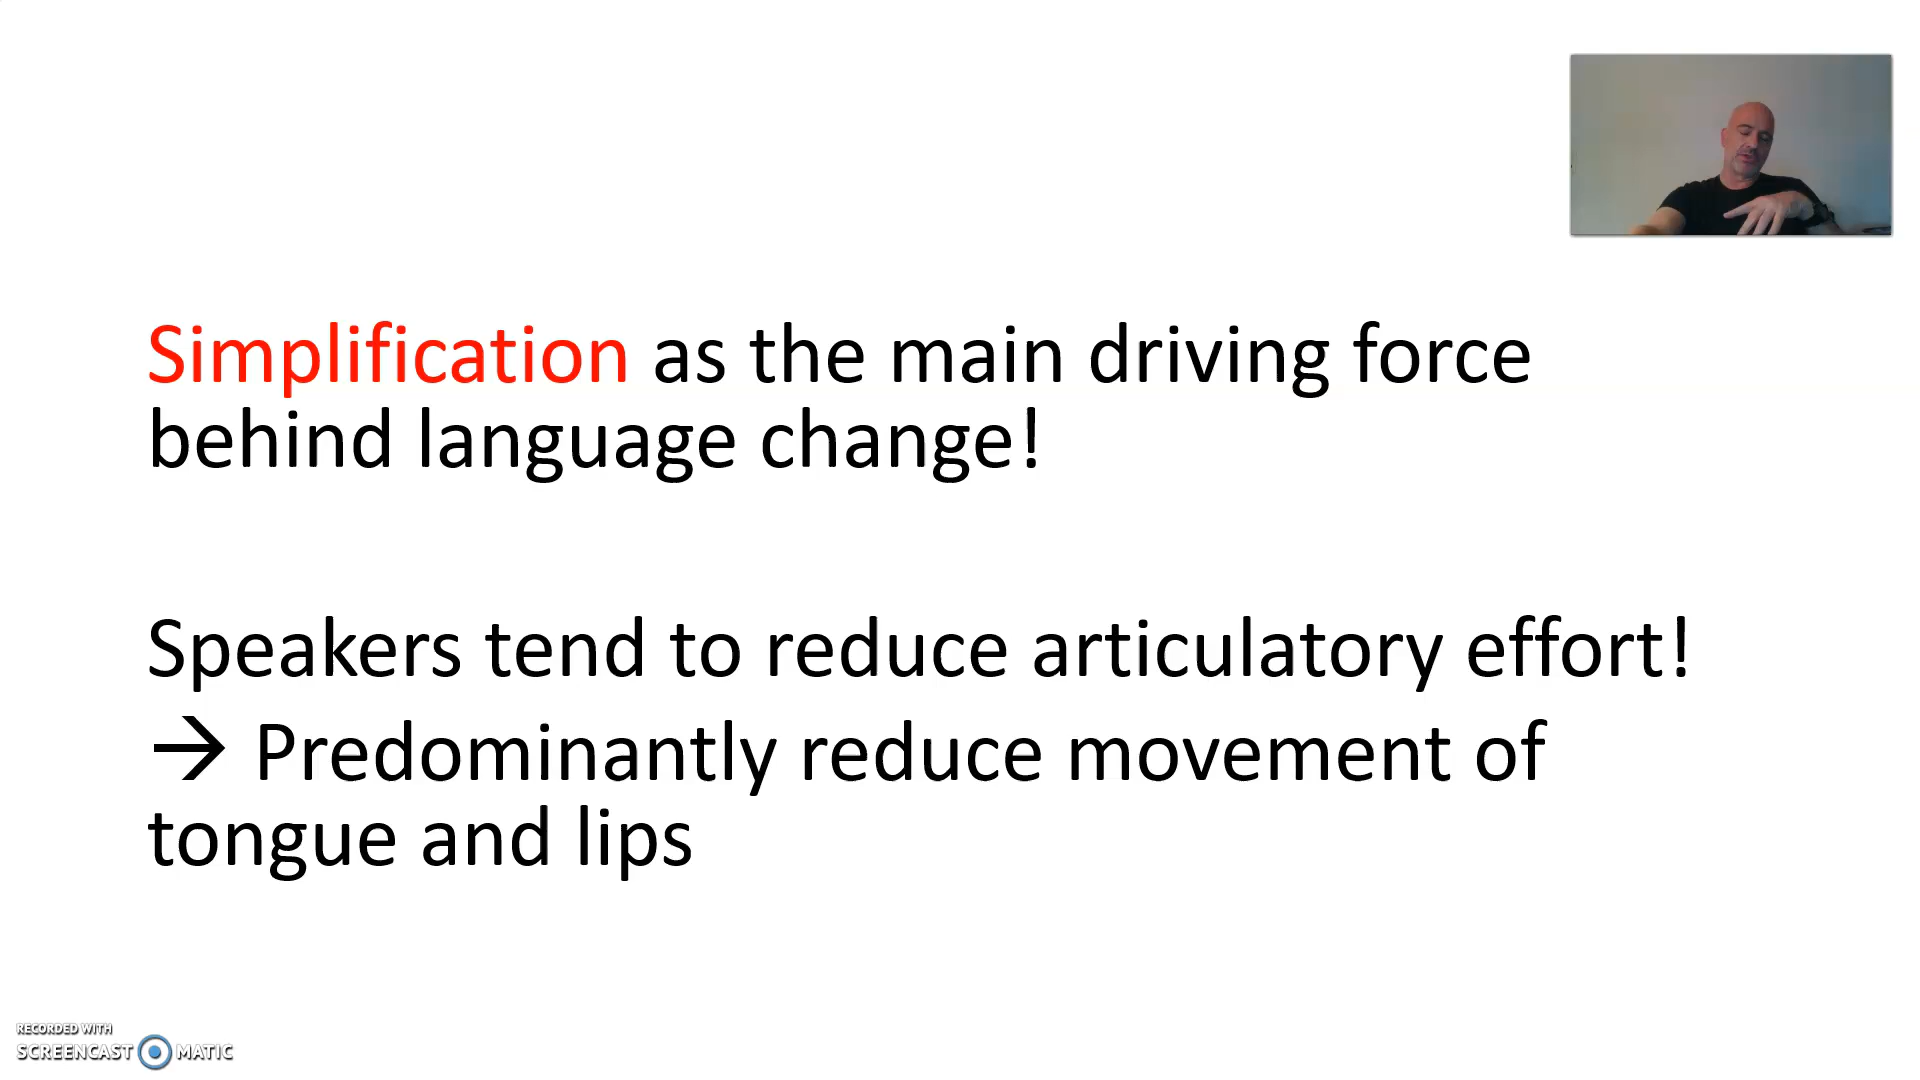 Simplification as the main driving force
behind language change!
Speakers tend to reduce articulatory effort!
→ Predominantly reduce movement of
tongue and lips
RECORDED WITH
SCREENCAST MATIC